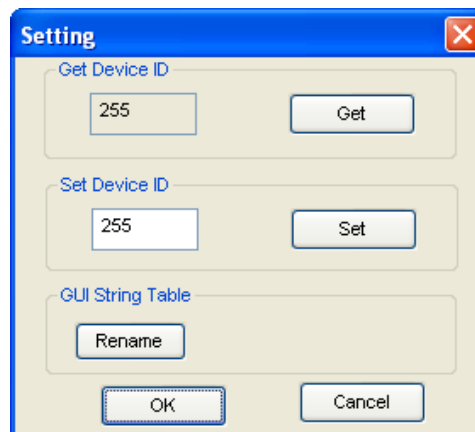 Setting
Get Device ID
255
Get
Set Device ID
255
Set
GUI String Table
Rename
OK
Cancel